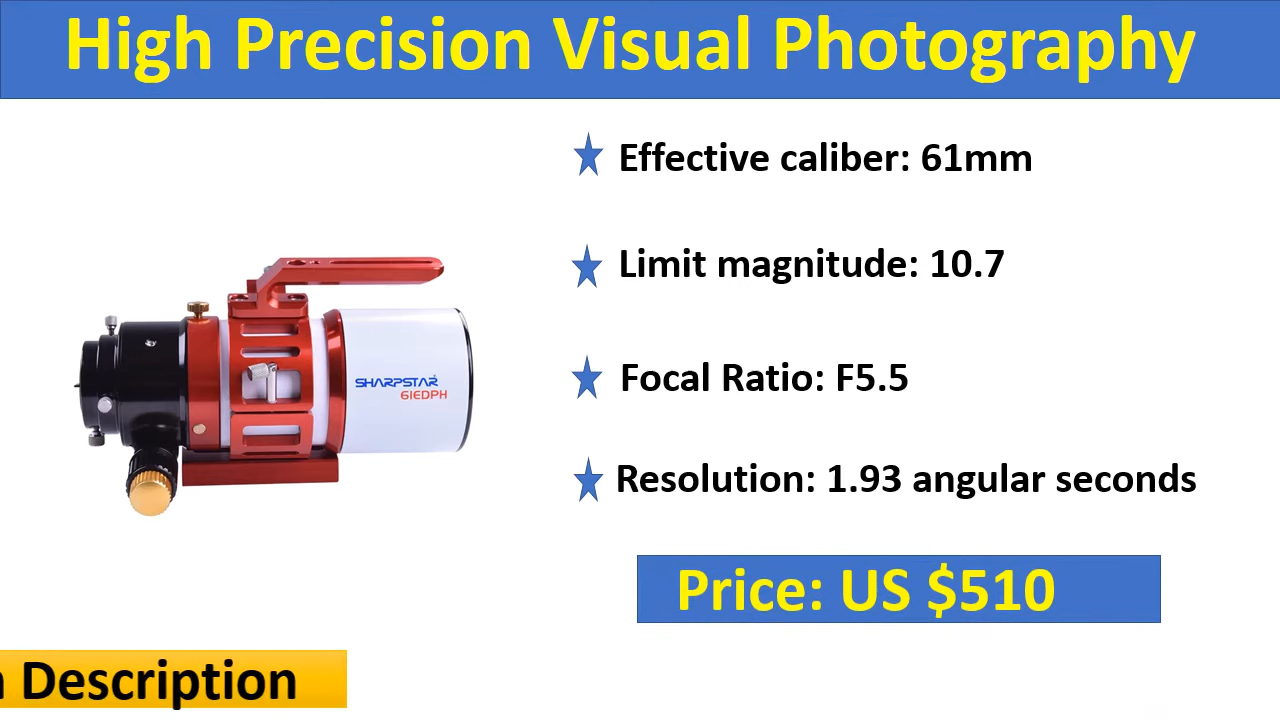 High Precision Visual Photography
Effective caliber: 61mm
Limit magnitude: 10.7
SHARPSTAR
61EDPH
Focal Ratio: F5.5
Resolution: 1.93 angular seconds
Price: US $510
Description